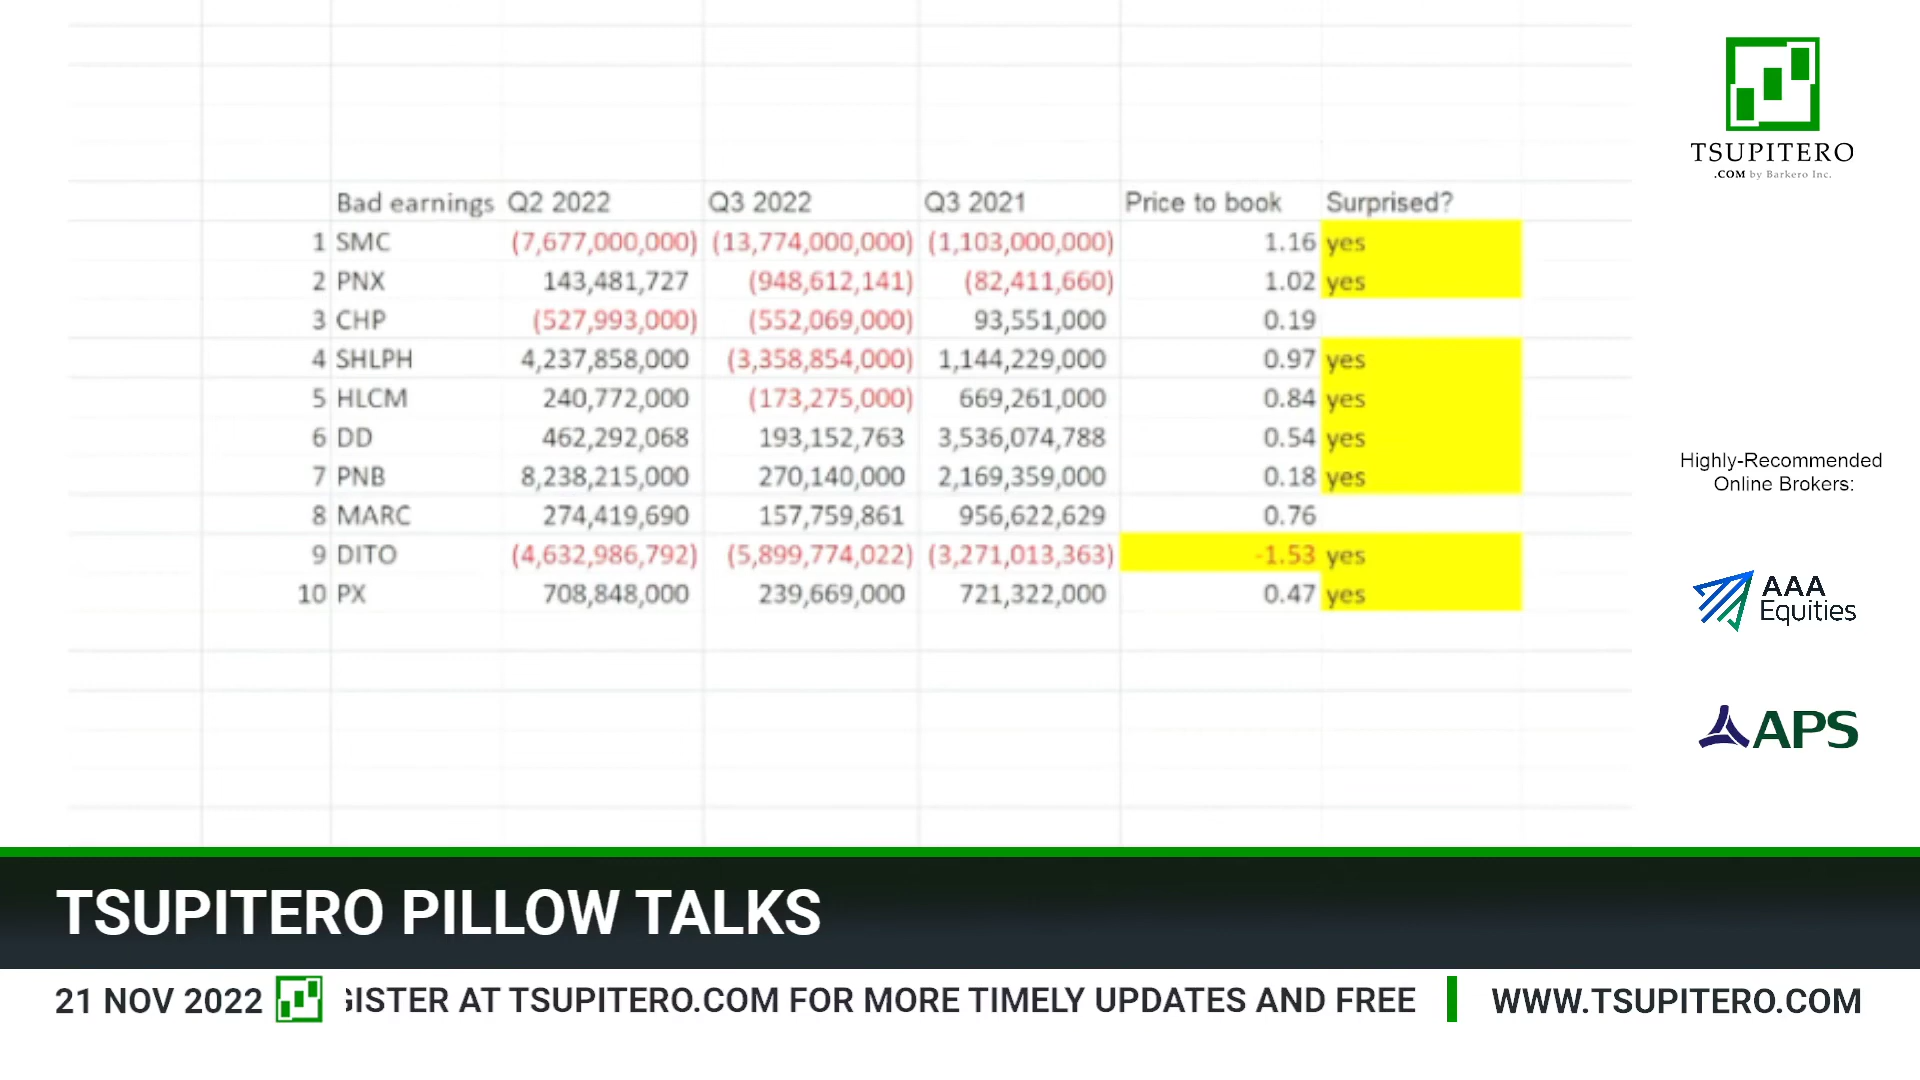 TSUPITERO
.COM by Barkero Inc.
Bad earnings Q2 2022 Q3 2022 Q3 2021 Price to book Surprised?
1 SMC (7,677,000,000) (13,774,000,000) (1,103,000,000) 1.16 yes
2 PNX 143,481,727 (948,612,141) (82,411,660) 1.02 yes
3 CHP (527,993,000) (552,069,000) 93,551,000 0.19
4 SHLPH 4,237,858,000 (3,358,854,000) 1,144,229,000 0.97 yes
5 HLCM 240,772,000 (173,275,000) 669,261,000 0.84 yes
6 DD 462,292,068 193,152,763 3,536,074,788 0.54 yes
7 PNB 8,238,215,000 270,140,000 2,169,359,000 0.18 yes
8 MARC 274,419,690 157,759,861 956,622,629 0.76
9 DITO (4,632,986,792) (5,899,774,022) (3,271,013,363) -1.53 yes
10 PX 708,848,000 239,669,000 721,322,000 0.47 yes
Highly-Recommended
Online Brokers:
AAA
Equities
APS
TSUPITERO PILLOW TALKS
21 NOV 2022 GISTER AT TSUPITERO.COM FOR MORE TIMELY UPDATES AND FREE WWW.TSUPITERO.COM